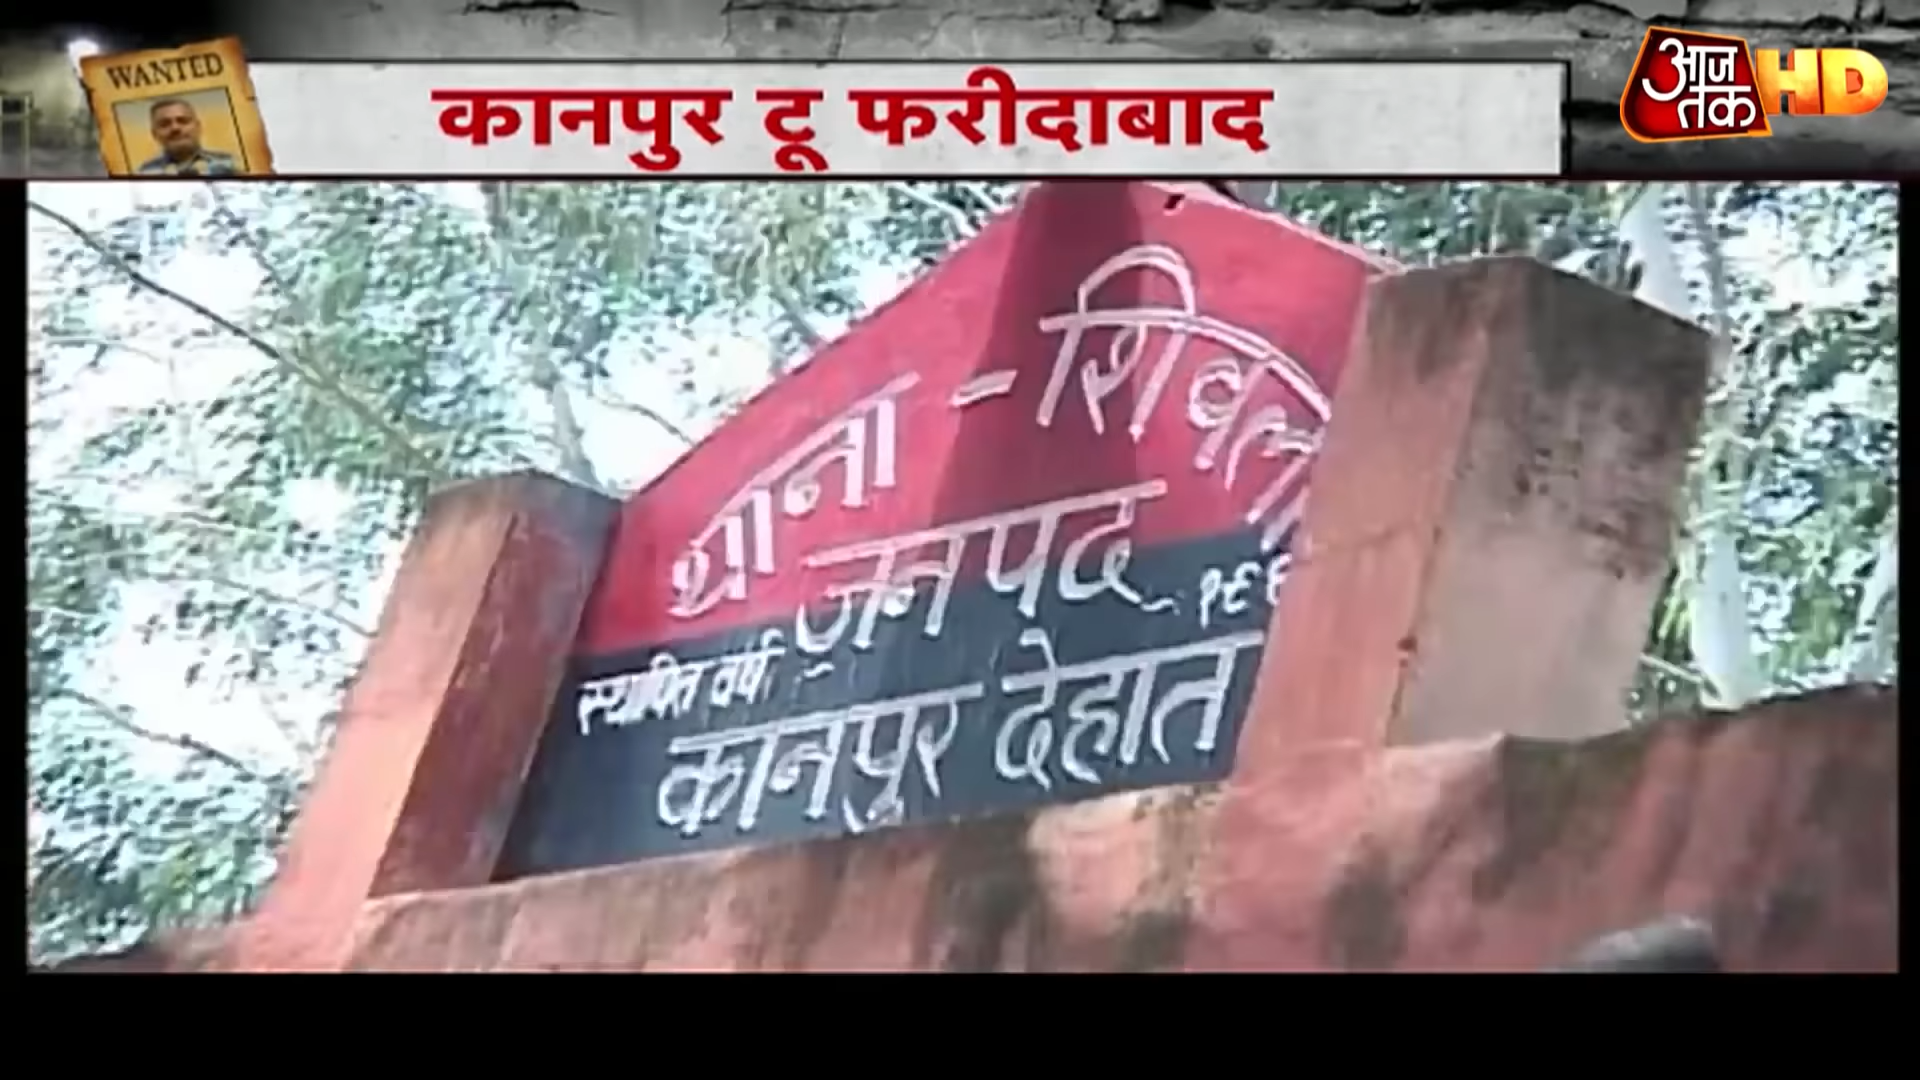 WANTED
कानपुर टू फरीदाबाद
आज
तक HD
थाना -
जनपद
स्थापित वर्ष
कानपुर देहात